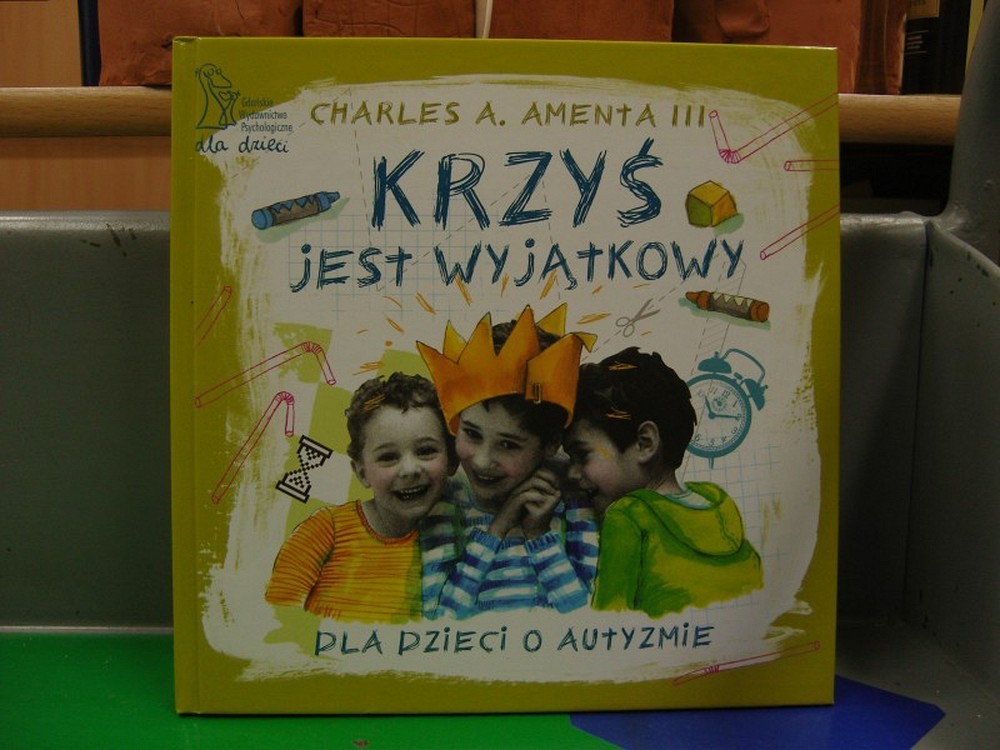 Gdańskie
Wydawnictwo
Psychologiczne
dla dzieci
CHARLES A. AMENTA III
KRZYŚ
jEST WYjĄTKOWY
DLA DZIECI O AUTYZMIE